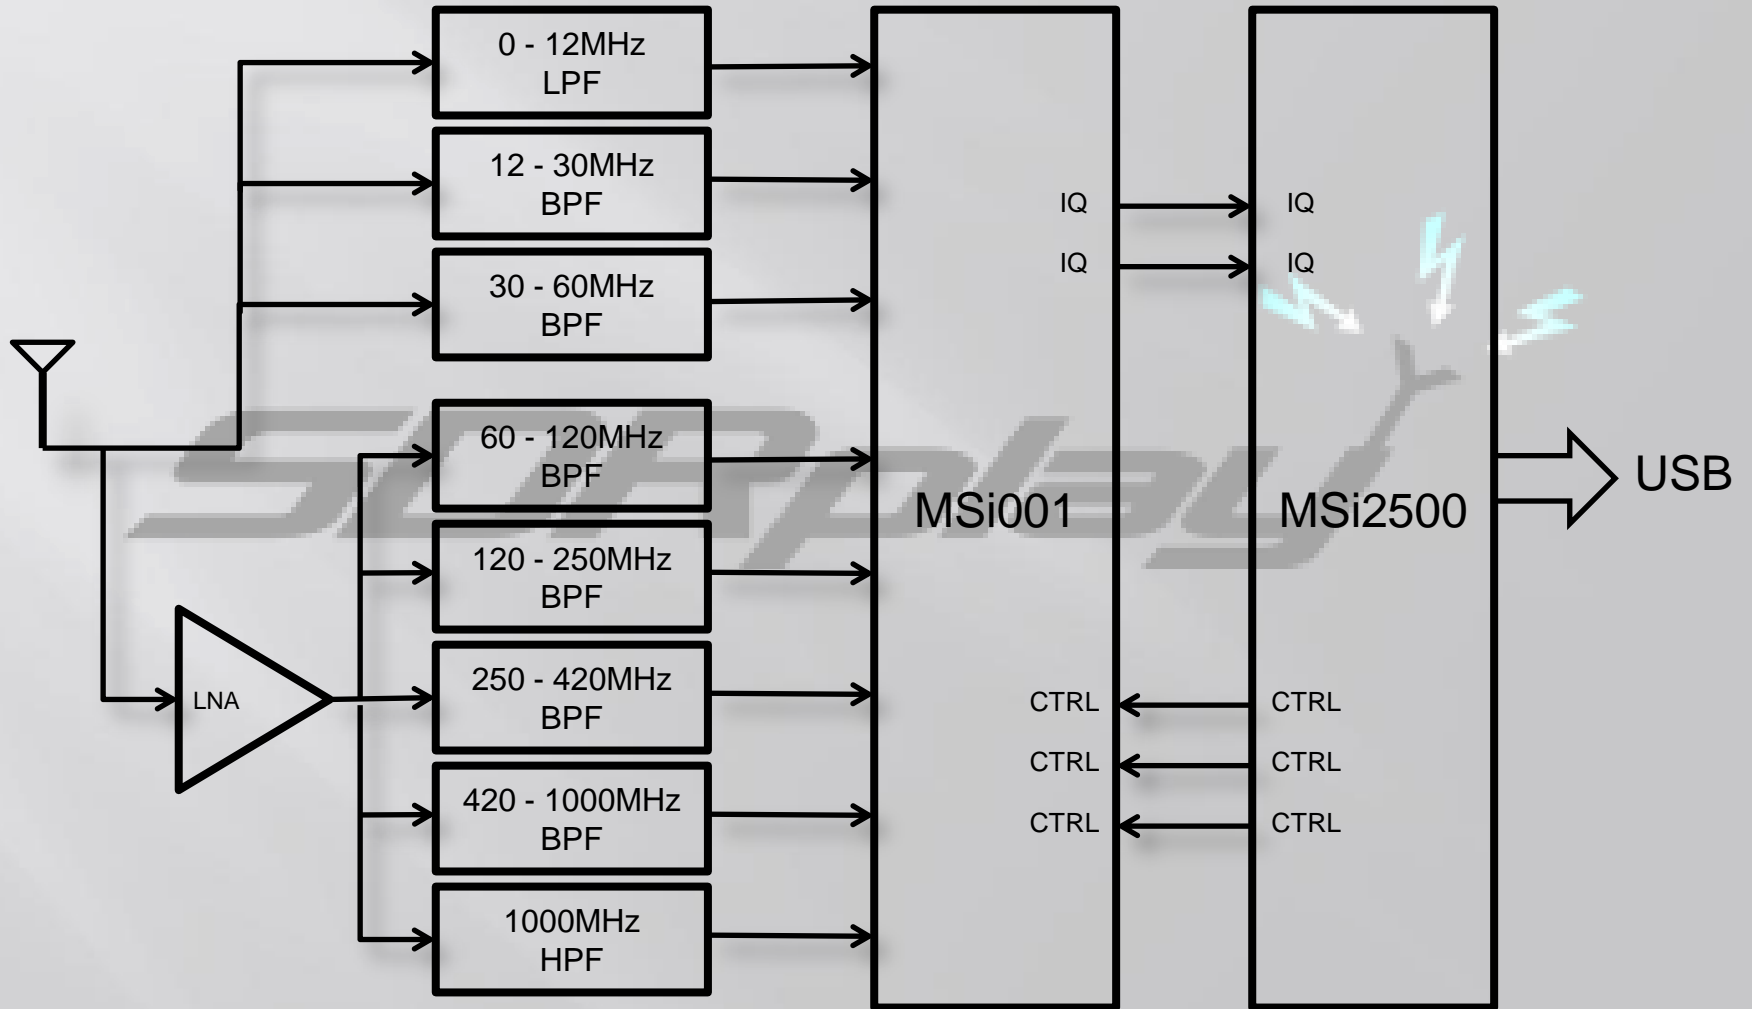 0 - 12MHz
LPF
12 - 30MHz
BPF
30 - 60MHz
BPF
60 - 120MHz
BPF
120 - 250MHz
BPF
250 - 420MHz
BPF
420 - 1000MHz
BPF
1000MHz
HPF
LNA
SDRplay
MSi001
IQ
IQ
CTRL
CTRL
CTRL
MSi2500
IQ
IQ
CTRL
CTRL
CTRL
USB